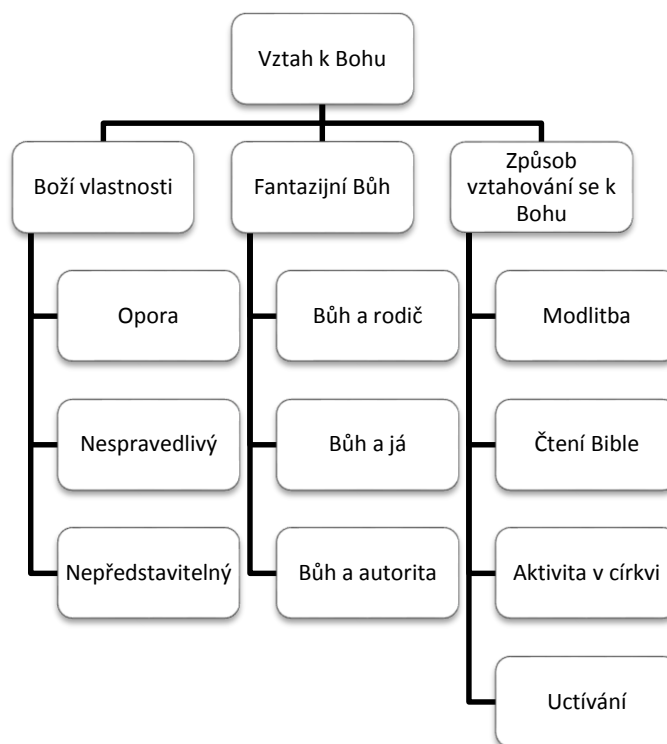 Vztah k Bohu
Boží vlastnosti
Opora
Nespravedlivý
Nepředstavitelný
Fantazijní Bůh
Bůh a rodič
Bůh a já
Bůh a autorita
Způsob
vztahování se k
Bohu
Modlitba
Čtení Bible
Aktivita v církvi
Uctívání